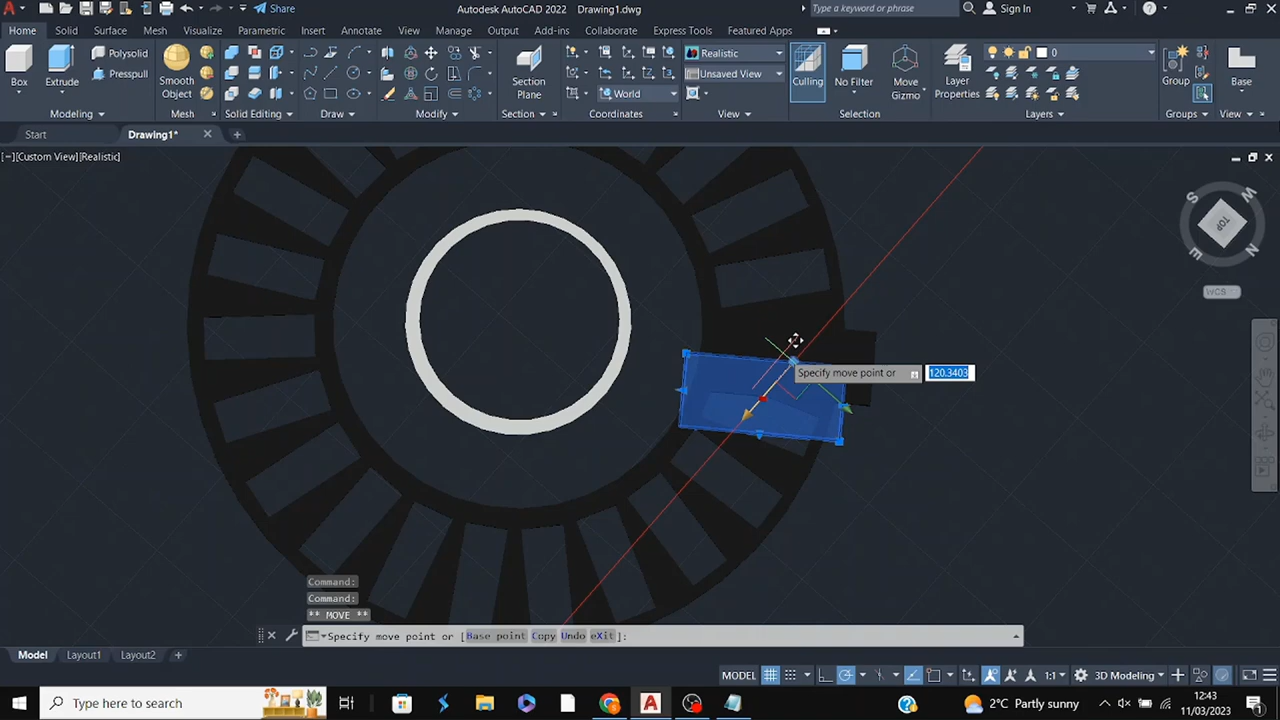 Share
Autodesk AutoCAD 2022 Drawing1.dwg
Type a keyword or phrase
Sign In
Home Solid Surface Mesh Visualize Parametric Insert Annotate View Manage Output Add-ins Collaborate Express Tools Featured Apps
Box
Extrude
Polysolid
Presspull
Smooth
Object
Section
Plane
World
Realistic
Unsaved View
Culling
No Filter
Move
Gizmo
Layer
Properties
0
Group
Base
Modeling Mesh Solid Editing Draw Modify Section Coordinates View Selection Layers Groups View
Start Drawing1*
[−][Custom View][Realistic]
S W
TOP
E N
WCS
Specify move point or 120.3403
Command:
Command:
** MOVE **
Specify move point or [Base point Copy Undo eXit]:
Model Layout1 Layout2
MODEL 1:1 3D Modeling
Type here to search
2°C Partly sunny
12:43
11/03/2023